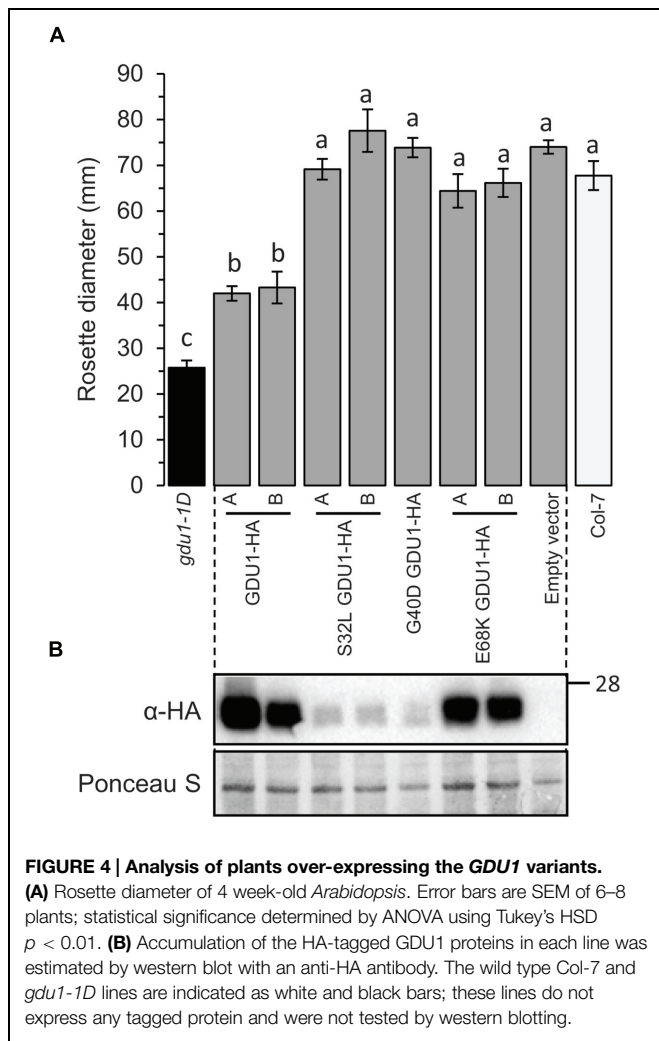 A
Rosette diameter (mm)
90
80
70
60
50
40
30
20
10
0
c
b
b
a
a
a
a
a
a
a
gdu1-1D
A
B
GDU1-HA
A
B
S32L GDU1-HA
G40D GDU1-HA
A
B
E68K GDU1-HA
Empty vector
Col-7
B
α-HA
28
Ponceau S
FIGURE 4 | Analysis of plants over-expressing the GDU1 variants.
(A) Rosette diameter of 4 week-old Arabidopsis. Error bars are SEM of 6–8
plants; statistical significance determined by ANOVA using Tukey's HSD
p < 0.01. (B) Accumulation of the HA-tagged GDU1 proteins in each line was
estimated by western blot with an anti-HA antibody. The wild type Col-7 and
gdu1-1D lines are indicated as white and black bars; these lines do not
express any tagged protein and were not tested by western blotting.